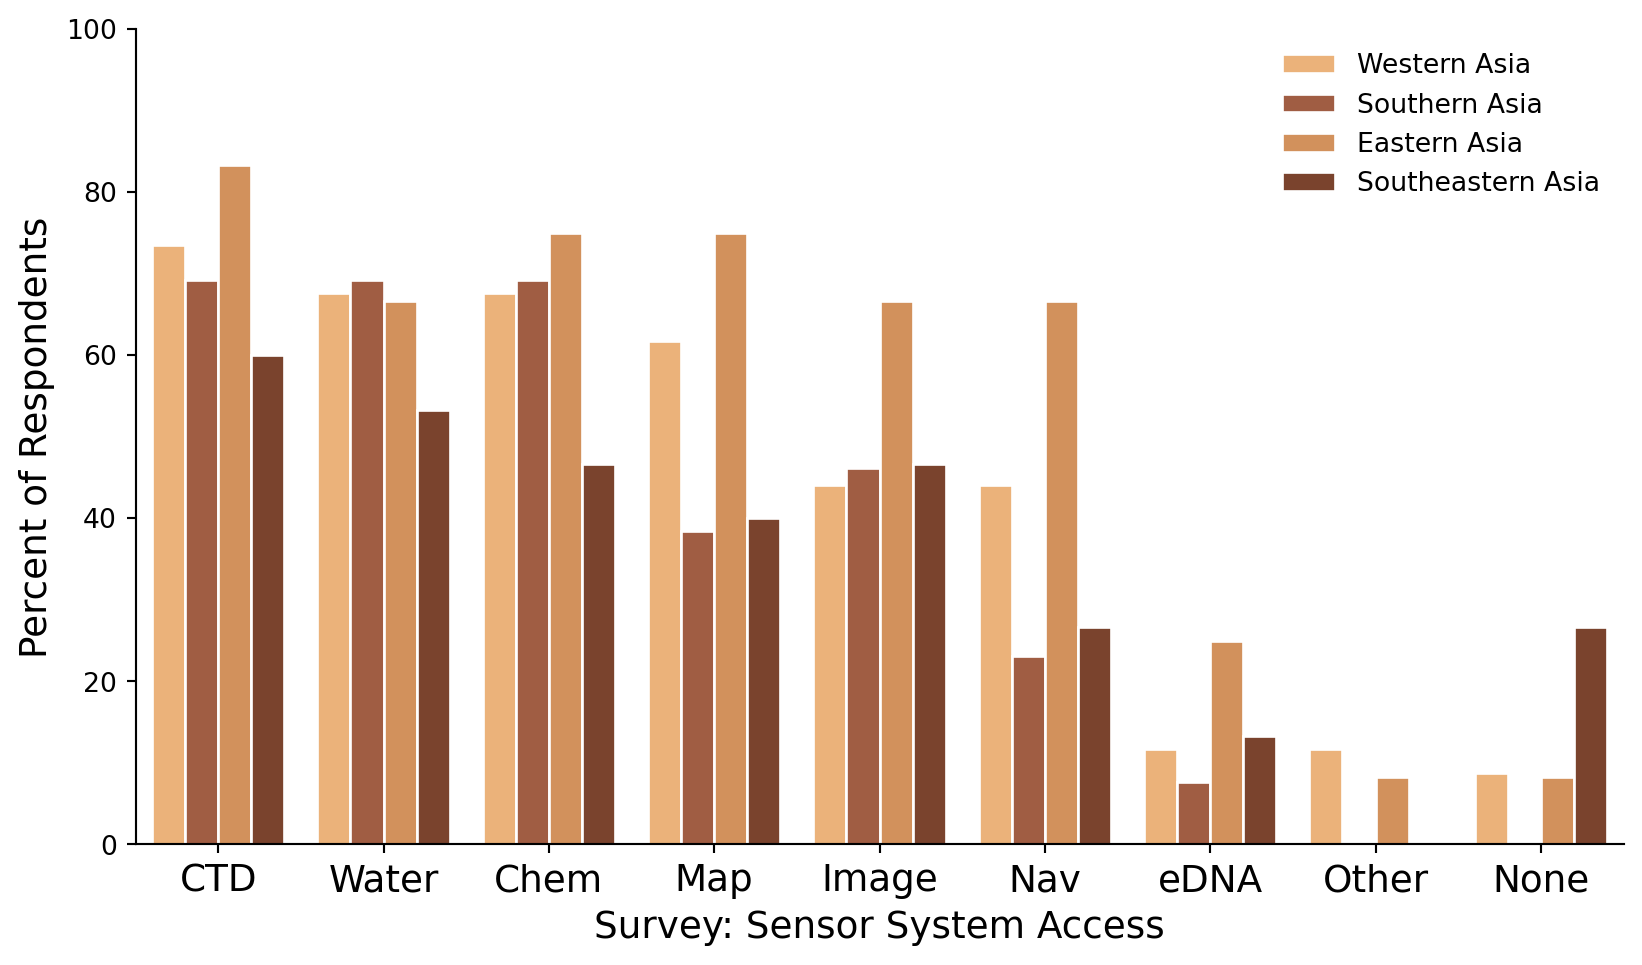 100
80
60
40
20
0
Percent of Respondents
Western Asia
Southern Asia
Eastern Asia
Southeastern Asia
CTD Water Chem Map Image Nav eDNA Other None
Survey: Sensor System Access